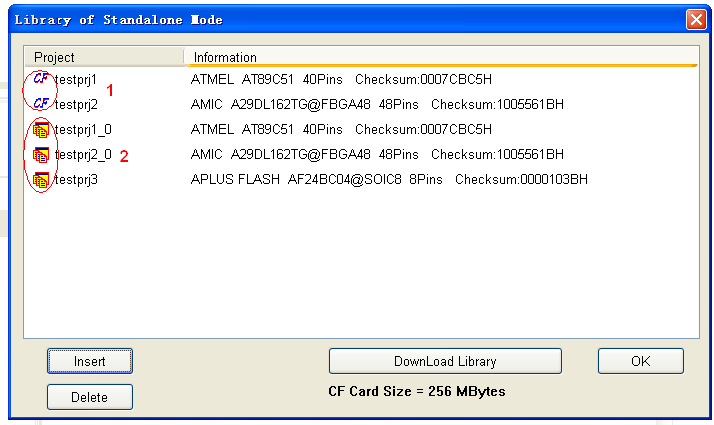 Library of Standalone Mode
Project Information
CF testprj1 ATMEL AT89C51 40Pins Checksum:0007CBC5H
1
CF testprj2 AMIC A29DL162TG@FBGA48 48Pins Checksum:1005561BH
testprj1_0 ATMEL AT89C51 40Pins Checksum:0007CBC5H
testprj2_0 2 AMIC A29DL162TG@FBGA48 48Pins Checksum:1005561BH
testprj3 APLUS FLASH AF24BC04@SOIC8 8Pins Checksum:0000103BH
Insert DownLoad Library OK
Delete CF Card Size = 256 MBytes